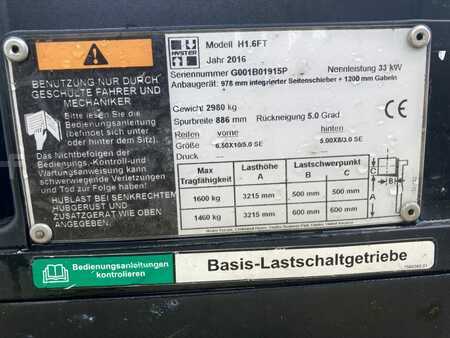 BENUTZUNG NUR DURCH
GESCHULTE FAHRER UND
MECHANIKER
Bitte lesen Sie die
Bedienungsanleitung
(unter oder hinter dem Sitz).
Das Nichtbefolgen der
Bedienungs,-Kontroll-und
Wartungsanweisung kann
schwere Verletzungen und
Tod zur Folge haben!
HUBLAST BEI SENKRECHTEM
HUBGERÜST UND
ZUSATZGERÄT WIE
ANGEGEBEN.
HYSTER
Modell H1.6FT
Jahr 2016
Seriennummer G001B01915P Nennleistung 33 kW
Anbaugerät: 978 mm integrierter Seitenschieber + 1200 mm Gabeln
Gewicht 2980 kg
Spurbreite 886 mm Rückneigung 5.0 Grad
Reifen vorne hinten
6.50X10/5.0 SE 5.00X8/3.0 SE
Druck --- ---
CE
Max Tragfähigkeit Lasthöhe A Lastschwerpunkt B C
1600 kg 3215 mm 500 mm 500 mm
1460 kg 3215 mm 600 mm 600 mm
C
B
A
Bedienungsanleitungen
kontrollieren
Basis-Lastschaltgetriebe